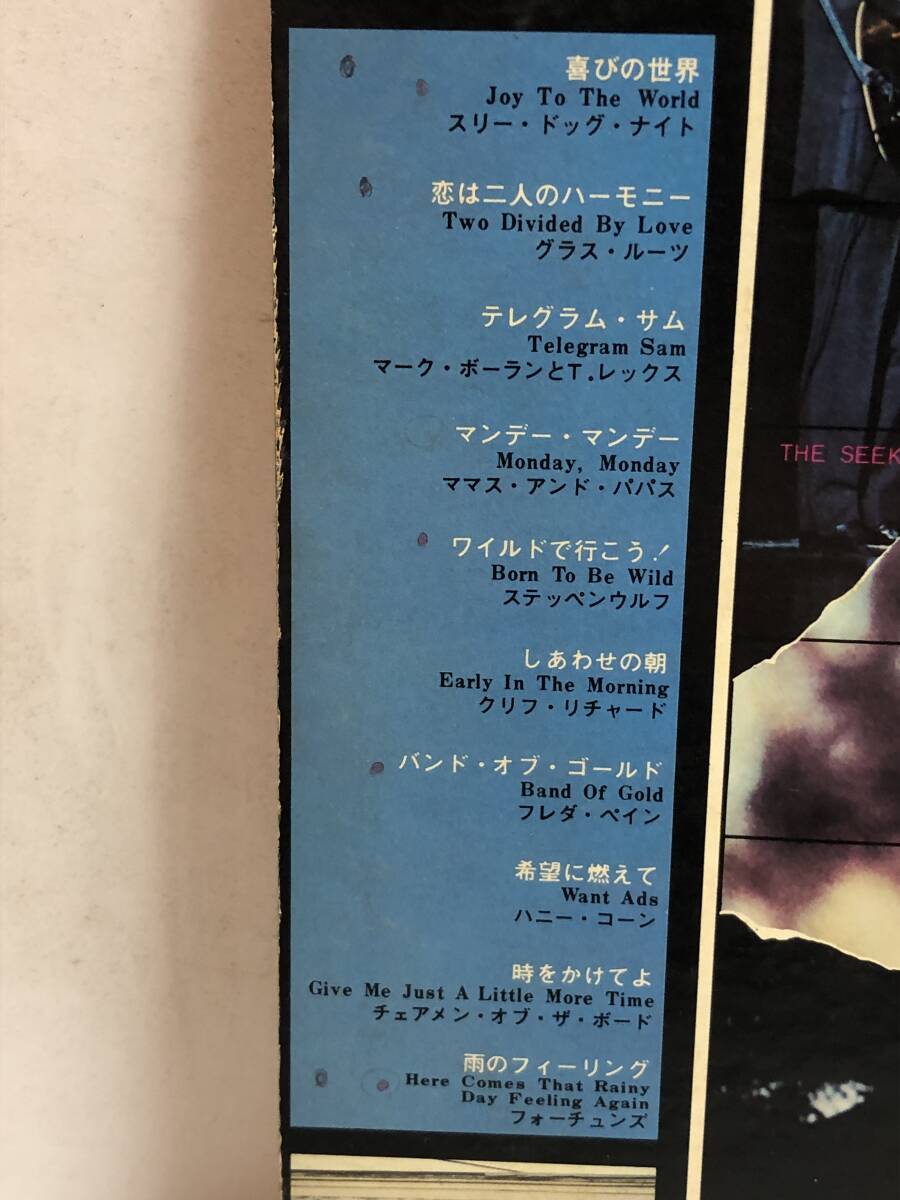 喜びの世界
Joy To The World
スリー・ドッグ・ナイト
恋は二人のハーモニー
Two Divided By Love
グラス・ルーツ
テレグラム・サム
Telegram Sam
マーク・ボーランとT.レックス
マンデー・マンデー
Monday, Monday
ママス・アンド・パパス
ワイルドで行こう!
Born To Be Wild
ステッペンウルフ
しあわせの朝
Early In The Morning
クリフ・リチャード
バンド・オブ・ゴールド
Band Of Gold
フレダ・ペイン
希望に燃えて
Want Ads
ハニー・コーン
時をかけてよ
Give Me Just A Little More Time
チェアメン・オブ・ザ・ボード
雨のフィーリング
Here Comes That Rainy
Day Feeling Again
フォーチュンズ
THE SEEK